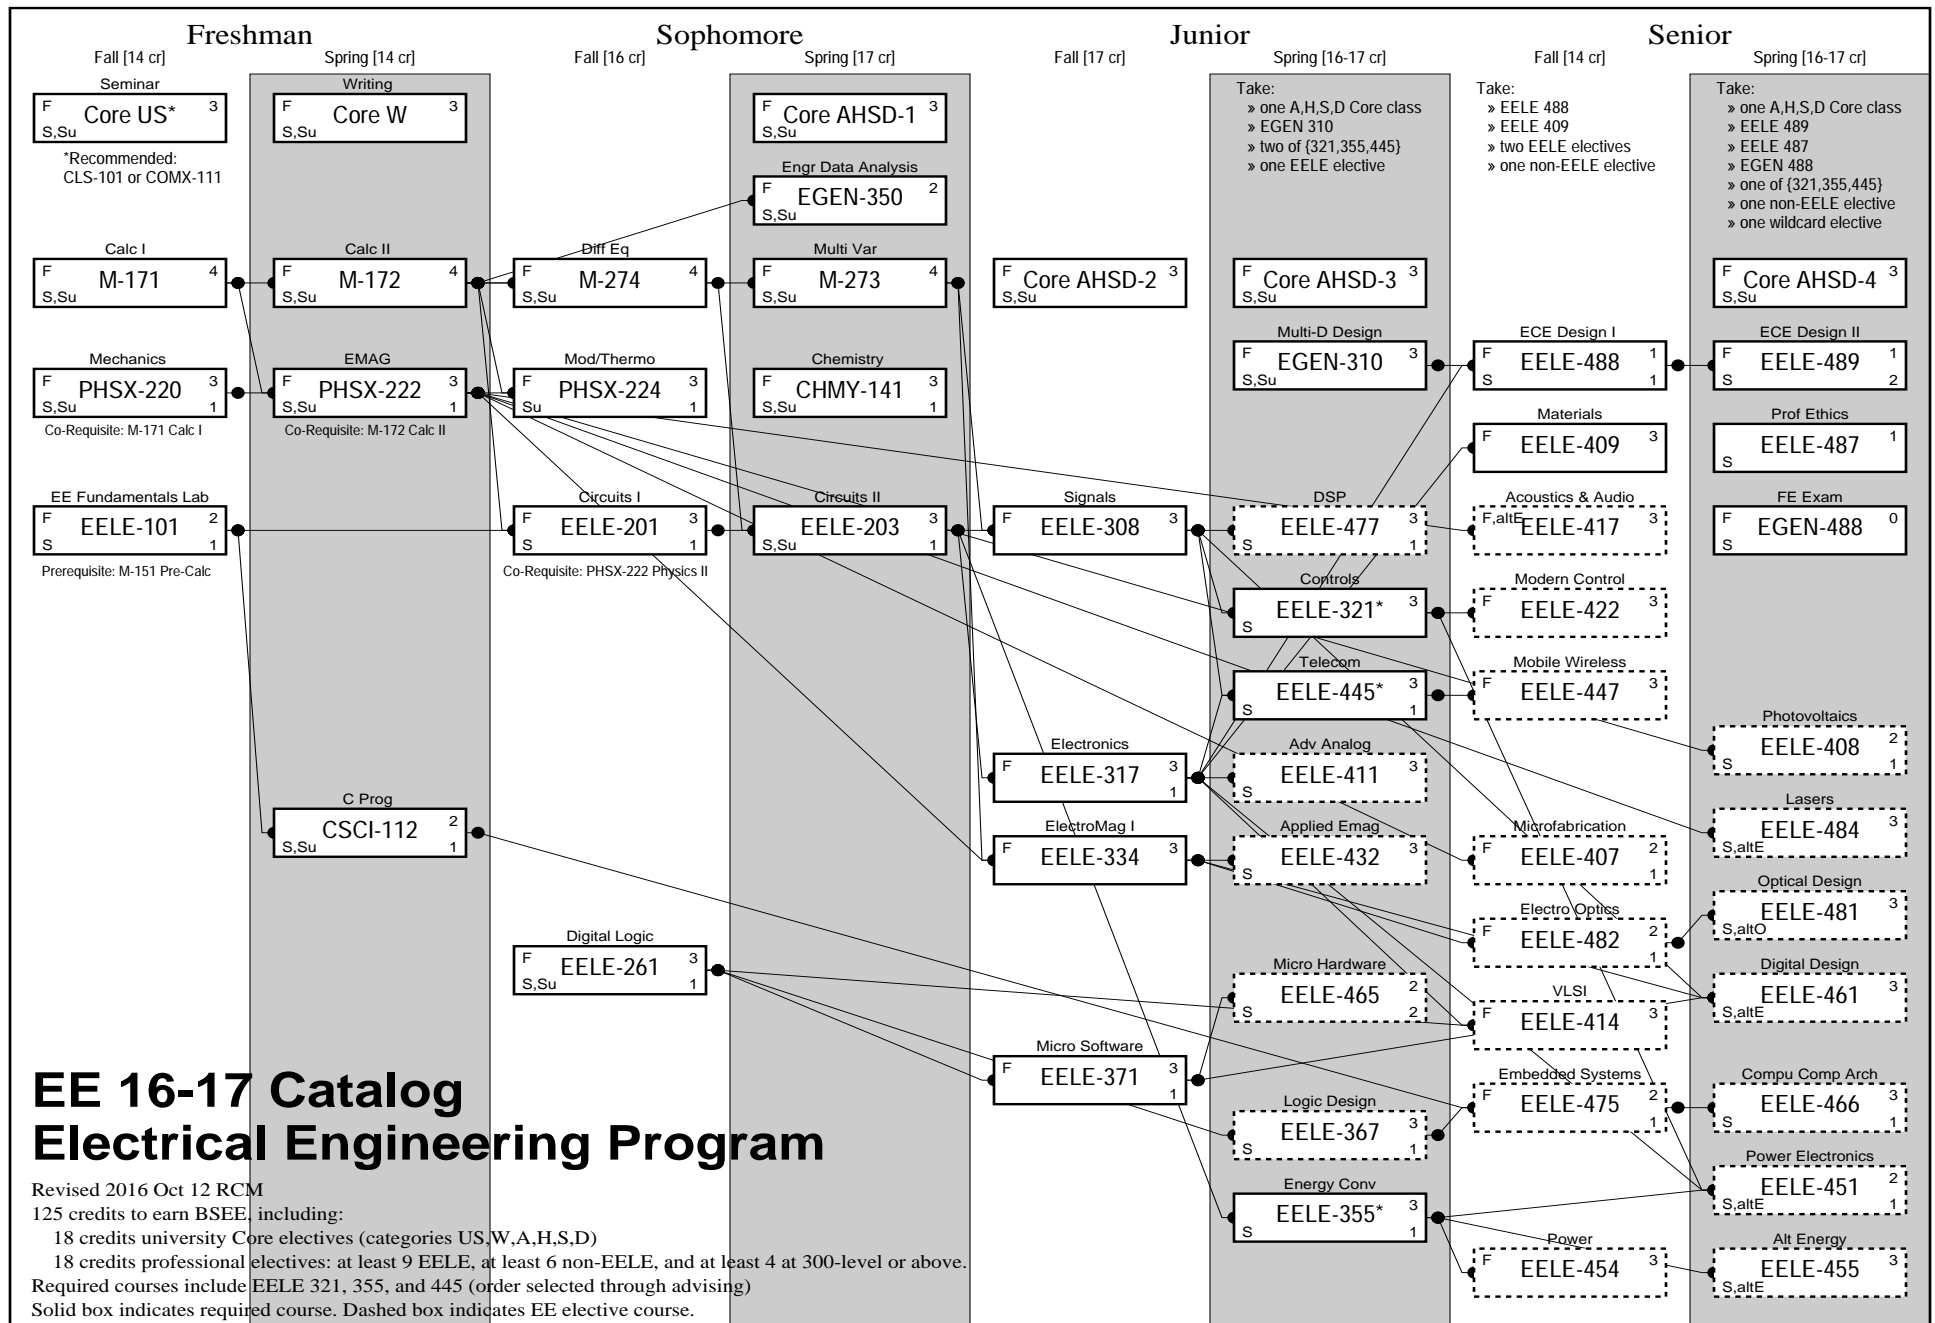 Freshman
Sophomore
Junior
Senior
Fall [14 cr]
Spring [14 cr]
Fall [16 cr]
Spring [17 cr]
Fall [17 cr]
Spring [16-17 cr]
Fall [14 cr]
Spring [16-17 cr]
Seminar
F Core US* 3
S,Su
*Recommended:
CLS-101 or COMX-111
Calc I
F M-171 4
S,Su
Mechanics
F PHSX-220 3
S,Su 1
Co-Requisite: M-171 Calc I
EE Fundamentals Lab
F EELE-101 2
S 1
Prerequisite: M-151 Pre-Calc
Writing
F Core W 3
S,Su
Calc II
F M-172 4
S,Su
EMAG
F PHSX-222 3
S,Su 1
Co-Requisite: M-172 Calc II
C Prog
CSCI-112 2
S,Su 1
Diff Eq
F M-274 4
S,Su
Mod/Thermo
F PHSX-224 3
Su 1
Circuits I
F EELE-201 3
S 1
Co-Requisite: PHSX-222 Physics II
Digital Logic
F EELE-261 3
S,Su 1
F Core AHSD-1 3
S,Su
Engr Data Analysis
F EGEN-350 2
S,Su
Multi Var
F M-273 4
S,Su
Chemistry
F CHMY-141 3
S,Su 1
Circuits II
F EELE-203 3
S,Su 1
F Core AHSD-2 3
S,Su
Signals
F EELE-308 3
Electronics
F EELE-317 3
1
ElectroMag I
F EELE-334 3
Micro Software
F EELE-371 3
1
Take:
» one A,H,S,D Core class
» EGEN 310
» two of {321,355,445}
» one EELE elective
F Core AHSD-3 3
S,Su
Multi-D Design
F EGEN-310 3
S,Su
DSP
EELE-477 3
S 1
Controls
EELE-321* 3
S
Telecom
EELE-445* 3
S 1
Adv Analog
EELE-411 3
S
Applied Emag
EELE-432 3
S
Micro Hardware
EELE-465 2
S 2
Logic Design
EELE-367 3
S 1
Energy Conv
EELE-355* 3
S 1
Take:
» EELE 488
» EELE 409
» two EELE electives
» one non-EELE elective
ECE Design I
F EELE-488 1
S 1
Materials
F EELE-409 3
Acoustics & Audio
F,altE EELE-417 3
Modern Control
F EELE-422 3
Mobile Wireless
F EELE-447 3
Microfabrication
F EELE-407 2
1
Electro Optics
F EELE-482 2
1
VLSI
F EELE-414 3
Embedded Systems
F EELE-475 2
1
Power
F EELE-454 3
Take:
» one A,H,S,D Core class
» EELE 489
» EELE 487
» EGEN 488
» one of {321,355,445}
» one non-EELE elective
» one wildcard elective
F Core AHSD-4 3
S,Su
ECE Design II
F EELE-489 1
S 2
Prof Ethics
EELE-487 1
S
FE Exam
F EGEN-488 0
S
Photovoltaics
EELE-408 2
S 1
Lasers
EELE-484 3
S,altE
Optical Design
EELE-481 3
S,altO
Digital Design
EELE-461 3
S,altE
Compu Comp Arch
EELE-466 3
S 1
Power Electronics
EELE-451 2
S,altE 1
Alt Energy
EELE-455 3
S,altE
EE 16-17 Catalog
Electrical Engineering Program
Revised 2016 Oct 12 RCM
125 credits to earn BSEE, including:
18 credits university Core electives (categories US,W,A,H,S,D)
18 credits professional electives: at least 9 EELE, at least 6 non-EELE, and at least 4 at 300-level or above.
Required courses include EELE 321, 355, and 445 (order selected through advising)
Solid box indicates required course. Dashed box indicates EE elective course.